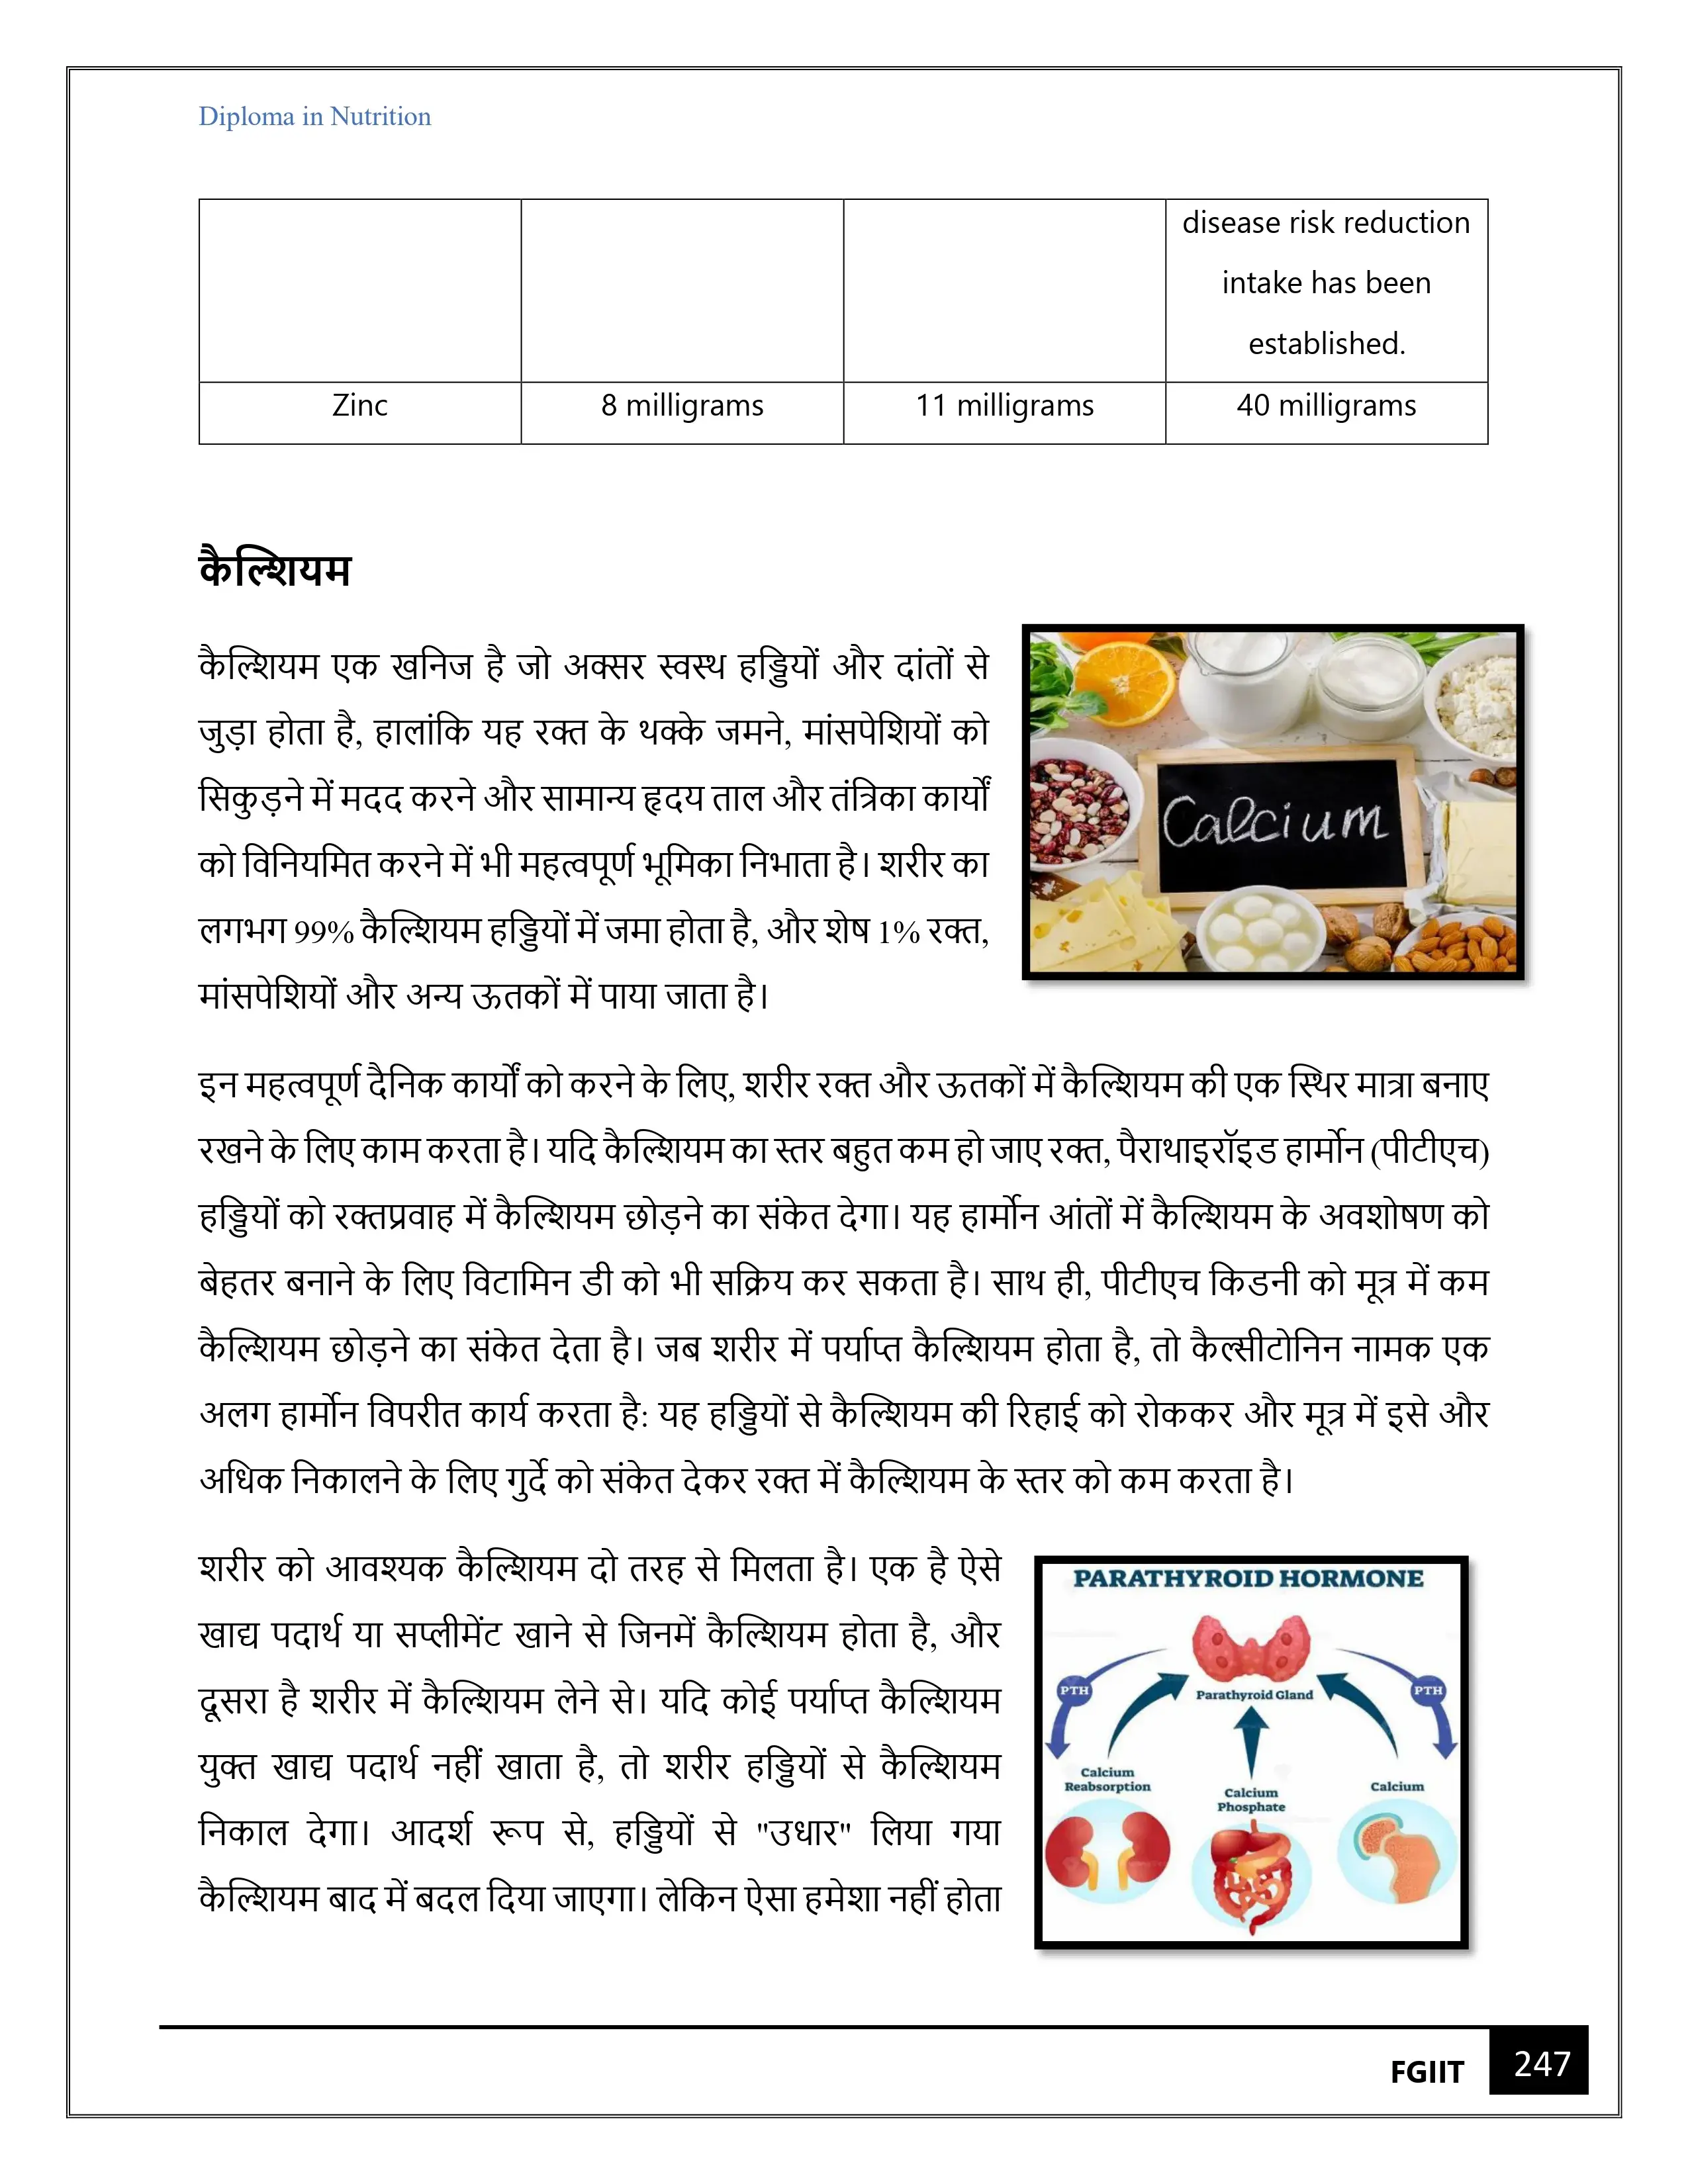 Diploma in Nutrition
disease risk reduction
intake has been
established.
Zinc 8 milligrams 11 milligrams 40 milligrams
कैल्शियम
कैल्शियम एक खनिज है जो अक्सर स्वस्थ हड्डियों और दांतों से
जुड़ा होता है, हालांकि यह रक्त के थक्के जमने, मांसपेशियों को
सिकुड़ने में मदद करने और सामान्य हृदय ताल और तंत्रिका कार्यों
को विनियमित करने में भी महत्वपूर्ण भूमिका निभाता है। शरीर का
लगभग 99% कैल्शियम हड्डियों में जमा होता है, और शेष 1% रक्त,
मांसपेशियों और अन्य ऊतकों में पाया जाता है।
Calcium
इन महत्वपूर्ण दैनिक कार्यों को करने के लिए, शरीर रक्त और ऊतकों में कैल्शियम की एक स्थिर मात्रा बनाए
रखने के लिए काम करता है। यदि कैल्शियम का स्तर बहुत कम हो जाए रक्त, पैराथाइरॉइड हार्मोन (पीटीएच)
हड्डियों को रक्तप्रवाह में कैल्शियम छोड़ने का संकेत देगा। यह हार्मोन आंतों में कैल्शियम के अवशोषण को
बेहतर बनाने के लिए विटामिन डी को भी सक्रिय कर सकता है। साथ ही, पीटीएच किडनी को मूत्र में कम
कैल्शियम छोड़ने का संकेत देता है। जब शरीर में पर्याप्त कैल्शियम होता है, तो कैल्सीटोनिन नामक एक
अलग हार्मोन विपरीत कार्य करता है: यह हड्डियों से कैल्शियम की रिहाई को रोककर और मूत्र में इसे और
अधिक निकालने के लिए गुर्दे को संकेत देकर रक्त में कैल्शियम के स्तर को कम करता है।
शरीर को आवश्यक कैल्शियम दो तरह से मिलता है। एक है ऐसे
खाद्य पदार्थ या सप्लीमेंट खाने से जिनमें कैल्शियम होता है, और
दूसरा है शरीर में कैल्शियम लेने से। यदि कोई पर्याप्त कैल्शियम
युक्त खाद्य पदार्थ नहीं खाता है, तो शरीर हड्डियों से कैल्शियम
निकाल देगा। आदर्श रूप से, हड्डियों से "उधार" लिया गया
कैल्शियम बाद में बदल दिया जाएगा। लेकिन ऐसा हमेशा नहीं होता
PARATHYROID HORMONE
PTH Parathyroid Gland PTH
Calcium
Reabsorption
Calcium
Phosphate
Calcium
FGIIT 247